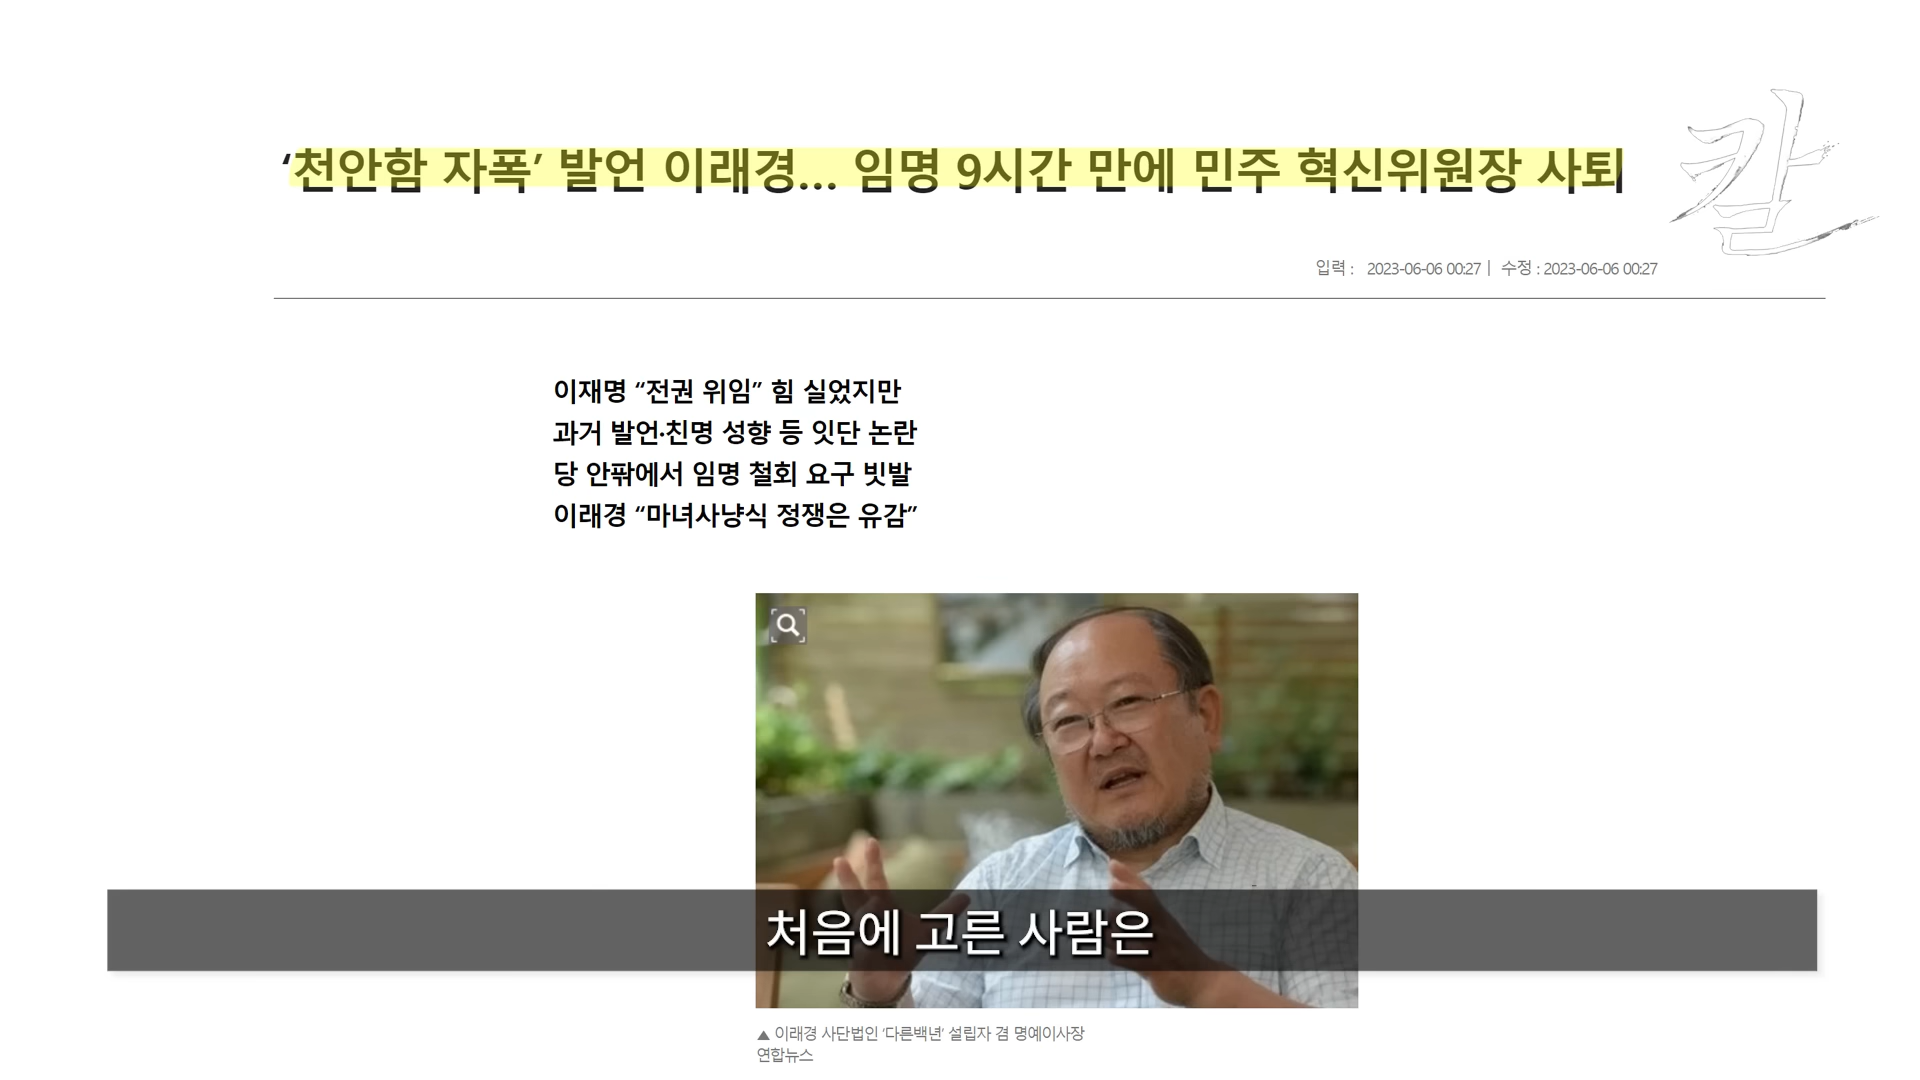 ‘천안함 자폭’ 발언 이래경... 임명 9시간 만에 민주 혁신위원장 사퇴
칼
입력 : 2023-06-06 00:27 | 수정 : 2023-06-06 00:27
이재명 “전권 위임” 힘 실었지만
과거 발언·친명 성향 등 잇단 논란
당 안팎에서 임명 철회 요구 빗발
이래경 “마녀사냥식 정쟁은 유감”
처음에 고른 사람은
▲ 이래경 사단법인 ‘다른백년’ 설립자 겸 명예이사장
연합뉴스